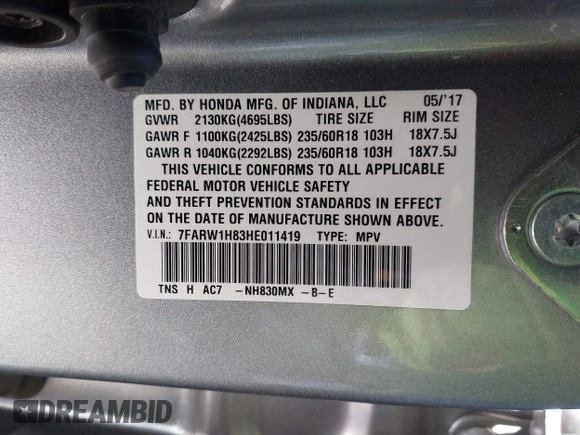 MFD. BY HONDA MFG. OF INDIANA, LLC 05/'17
GVWR 2130KG(4695LBS) TIRE SIZE RIM SIZE
GAWR F 1100KG(2425LBS) 235/60R18 103H 18X7.5J
GAWR R 1040KG(2292LBS) 235/60R18 103H 18X7.5J
THIS VEHICLE CONFORMS TO ALL APPLICABLE
FEDERAL MOTOR VEHICLE SAFETY
AND THEFT PREVENTION STANDARDS IN EFFECT
ON THE DATE OF MANUFACTURE SHOWN ABOVE.
V.I.N.: 7FARW1H83HE011419 TYPE: MPV
TNS H AC7 -NH830MX -B-E
DREAMBID